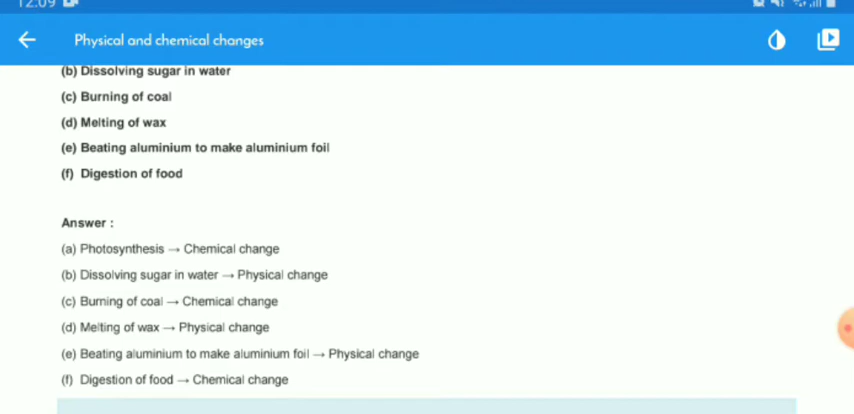 12:09
Physical and chemical changes
(b) Dissolving sugar in water
(c) Burning of coal
(d) Melting of wax
(e) Beating aluminium to make aluminium foil
(f) Digestion of food
Answer :
(a) Photosynthesis → Chemical change
(b) Dissolving sugar in water → Physical change
(c) Burning of coal → Chemical change
(d) Melting of wax → Physical change
(e) Beating aluminium to make aluminium foil → Physical change
(f) Digestion of food → Chemical change